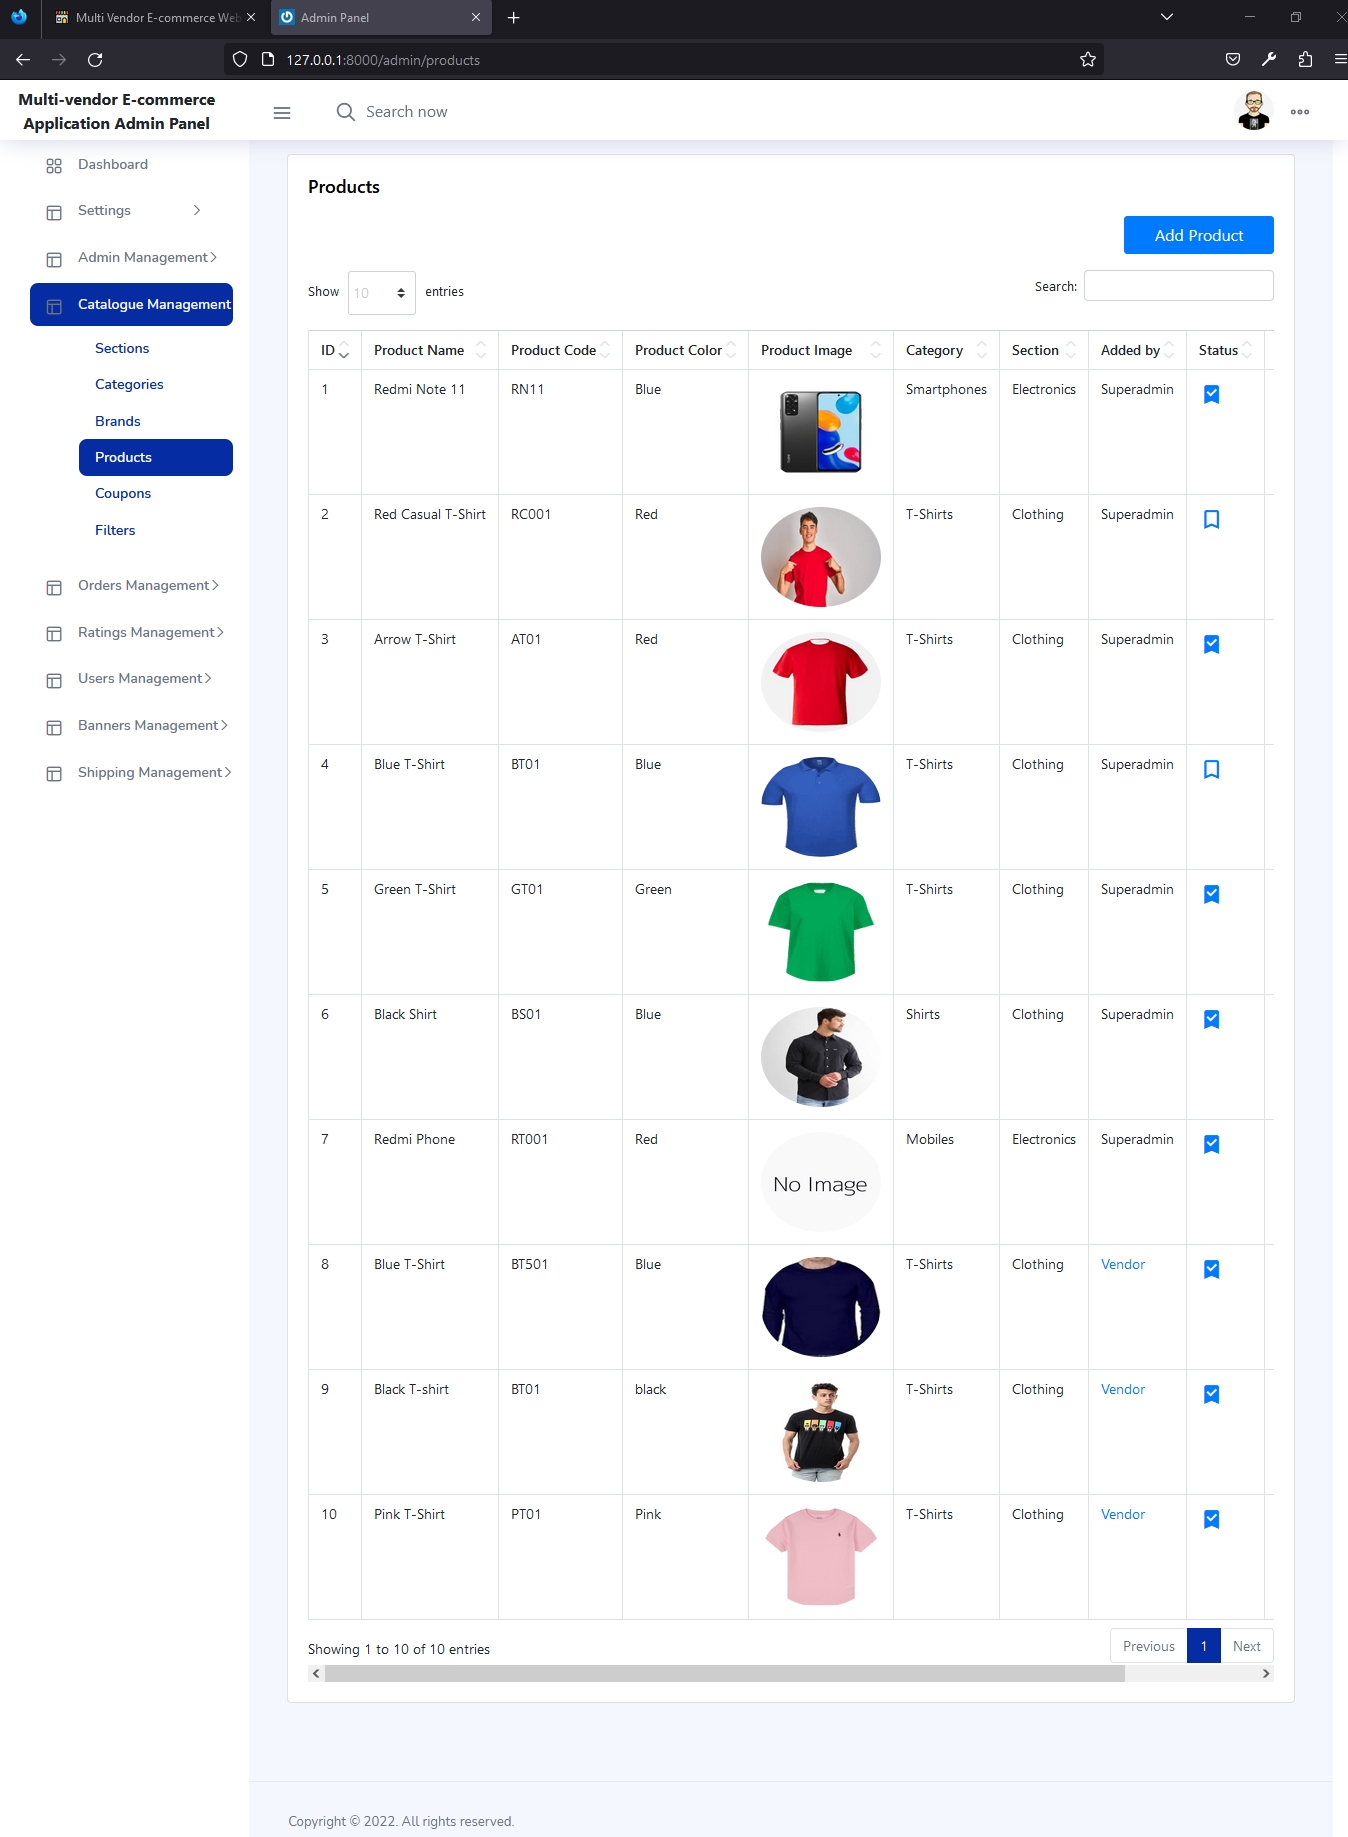 Multi Vendor E-commerce Web
Admin Panel
127.0.0.1:8000/admin/products
Multi-vendor E-commerce
Application Admin Panel
Search now
Dashboard
Settings
Admin Management
Catalogue Management
Sections
Categories
Brands
Products
Coupons
Filters
Orders Management
Ratings Management
Users Management
Banners Management
Shipping Management
Products
Add Product
Show 10 entries
Search:
ID Product Name Product Code Product Color Product Image Category Section Added by Status
1 Redmi Note 11 RN11 Blue Smartphones Electronics Superadmin
2 Red Casual T-Shirt RC001 Red T-Shirts Clothing Superadmin
3 Arrow T-Shirt AT01 Red T-Shirts Clothing Superadmin
4 Blue T-Shirt BT01 Blue T-Shirts Clothing Superadmin
5 Green T-Shirt GT01 Green T-Shirts Clothing Superadmin
6 Black Shirt BS01 Blue Shirts Clothing Superadmin
7 Redmi Phone RT001 Red Mobiles Electronics Superadmin
No Image
8 Blue T-Shirt BT501 Blue T-Shirts Clothing Vendor
9 Black T-shirt BT01 black T-Shirts Clothing Vendor
10 Pink T-Shirt PT01 Pink T-Shirts Clothing Vendor
Showing 1 to 10 of 10 entries
Previous 1 Next
Copyright © 2022. All rights reserved.